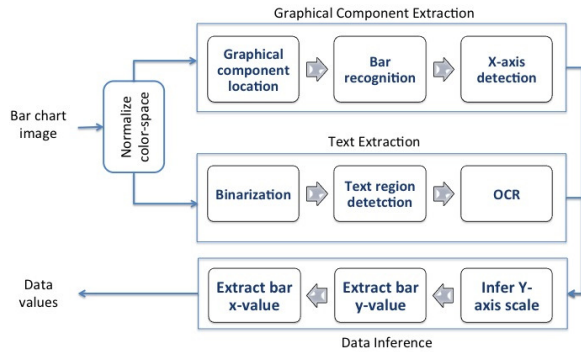 Graphical Component Extraction
Graphical
component
location
Bar
recognition
X-axis
detection
Bar chart
image
Normalize
color-space
Text Extraction
Binarization
Text region
detetction
OCR
Data
values
Extract bar
x-value
Extract bar
y-value
Infer Y-
axis scale
Data Inference